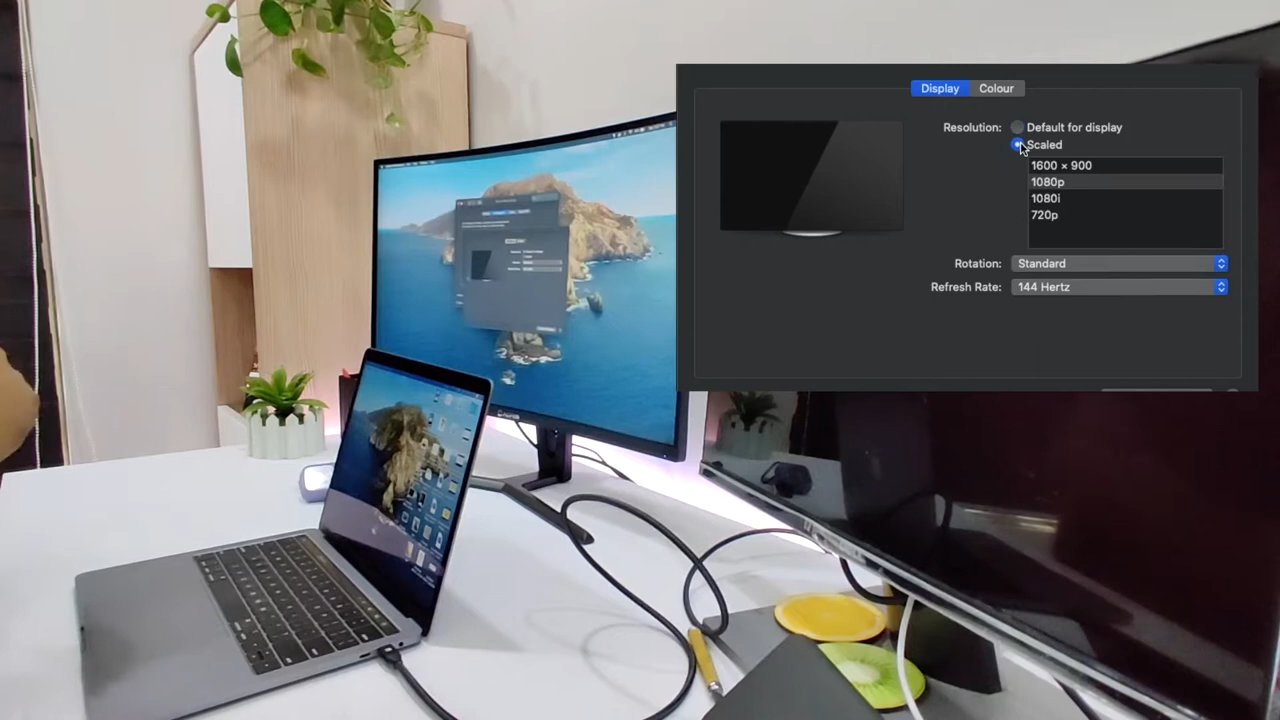 Display Colour
Resolution: Default for display
Scaled
1600 × 900
1080p
1080i
720p
Rotation: Standard
Refresh Rate: 144 Hertz